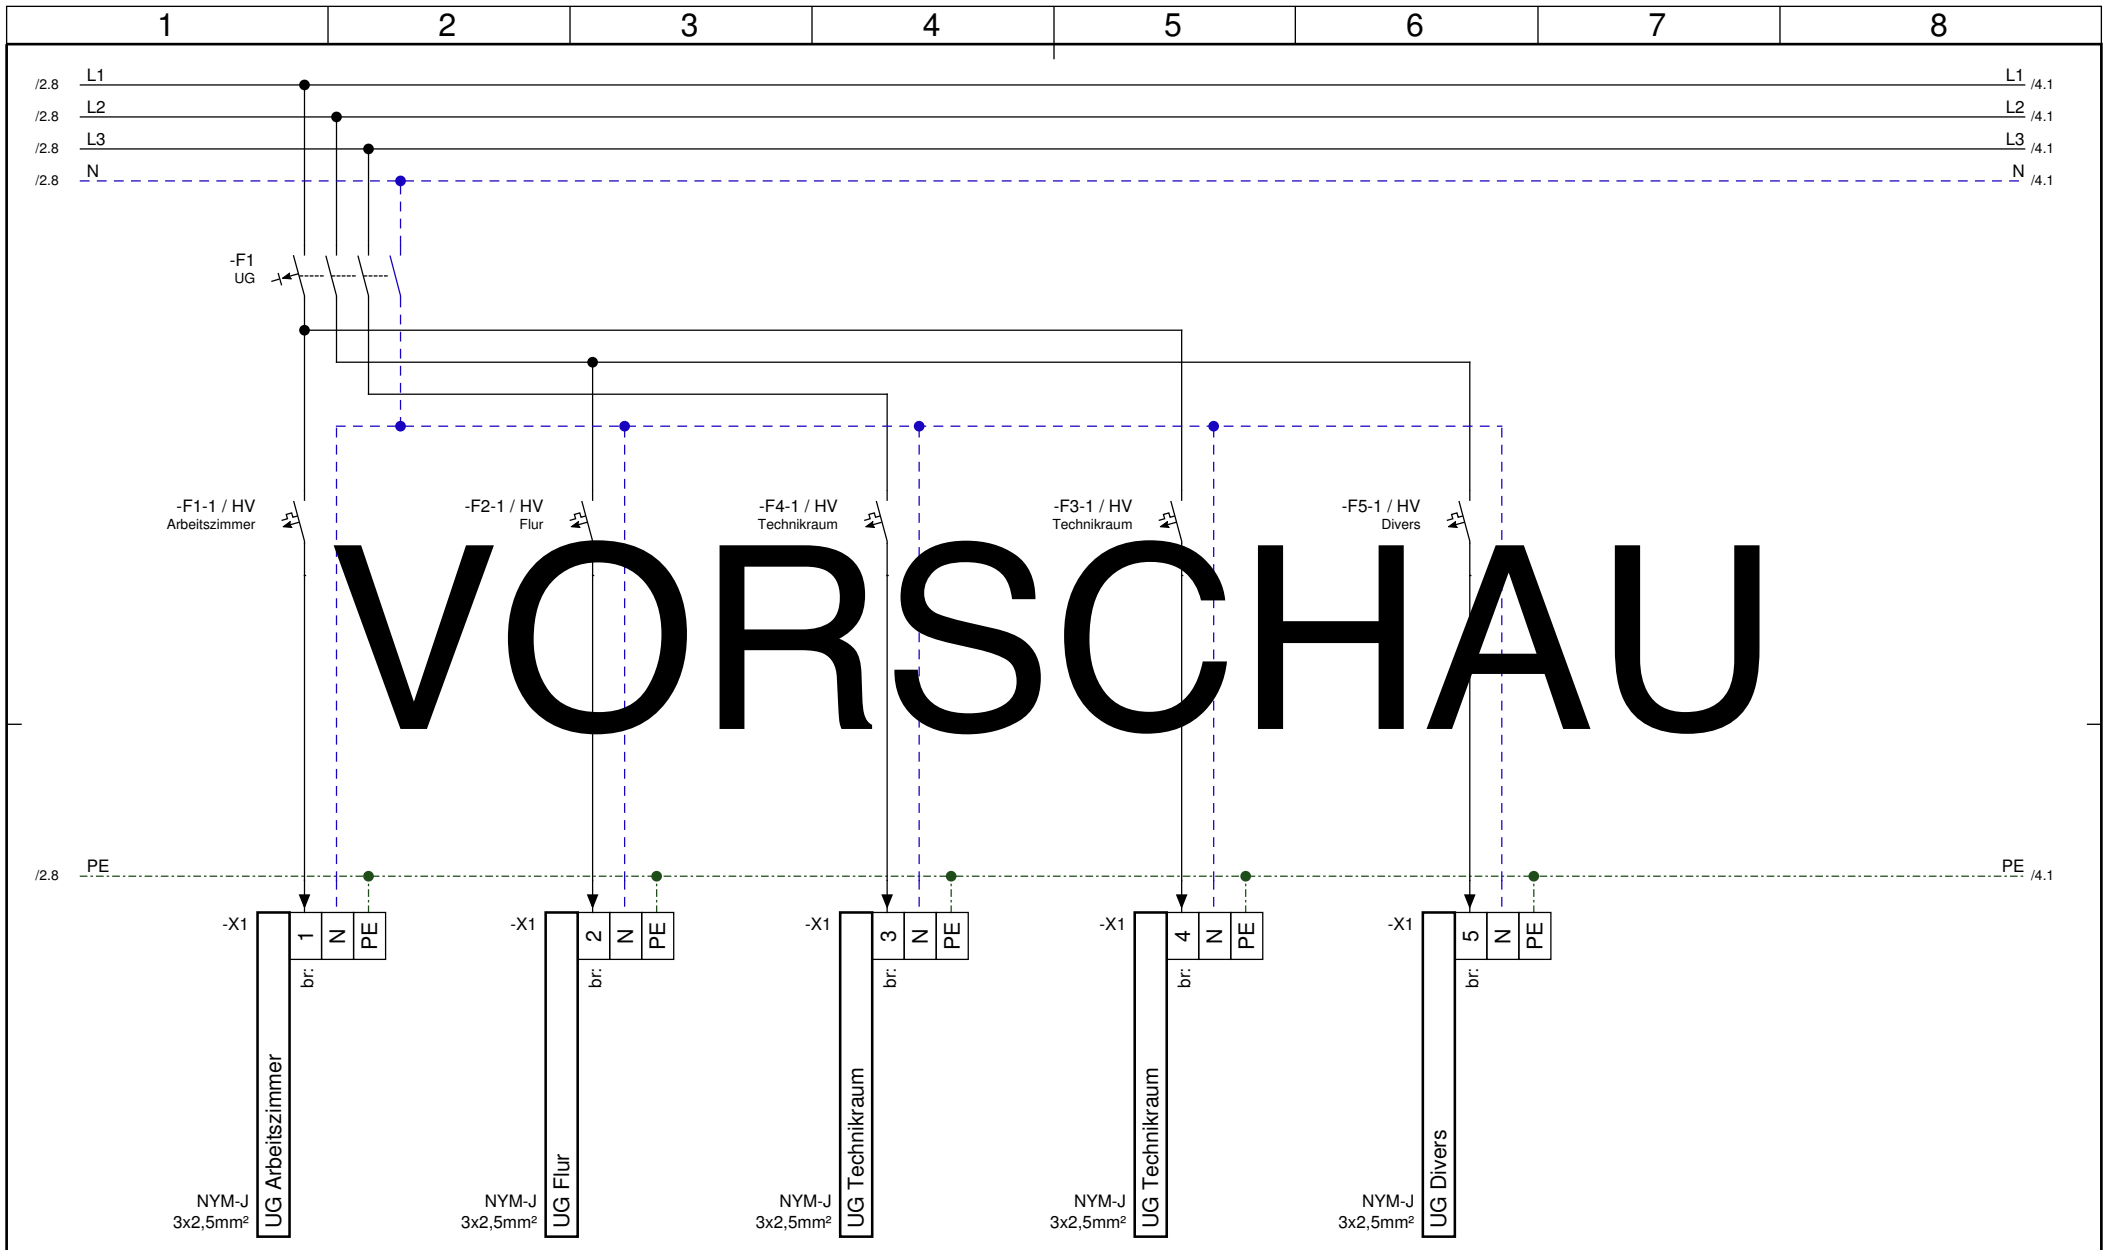 1 2 3 4 5 6 7 8
/2.8 L1 L1 /4.1
/2.8 L2 L2 /4.1
/2.8 L3 L3 /4.1
/2.8 N N /4.1
-F1
UG
-F1-1 / HV
Arbeitszimmer
-F2-1 / HV
Flur
-F4-1 / HV
Technikraum
-F3-1 / HV
Technikraum
-F5-1 / HV
Divers
VORSCHAU
/2.8 PE PE /4.1
-X1 1 N PE
br:
UG Arbeitszimmer
NYM-J
3x2,5mm²
-X1 2 N PE
br:
UG Flur
NYM-J
3x2,5mm²
-X1 3 N PE
br:
UG Technikraum
NYM-J
3x2,5mm²
-X1 4 N PE
br:
UG Technikraum
NYM-J
3x2,5mm²
-X1 5 N PE
br:
UG Divers
NYM-J
3x2,5mm²